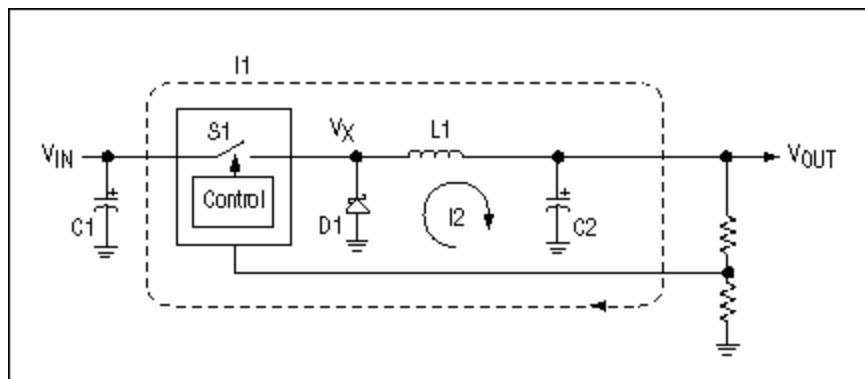 I1
S1
VX
L1
VIN
VOUT
Control
C1
+
D1
I2
+
C2